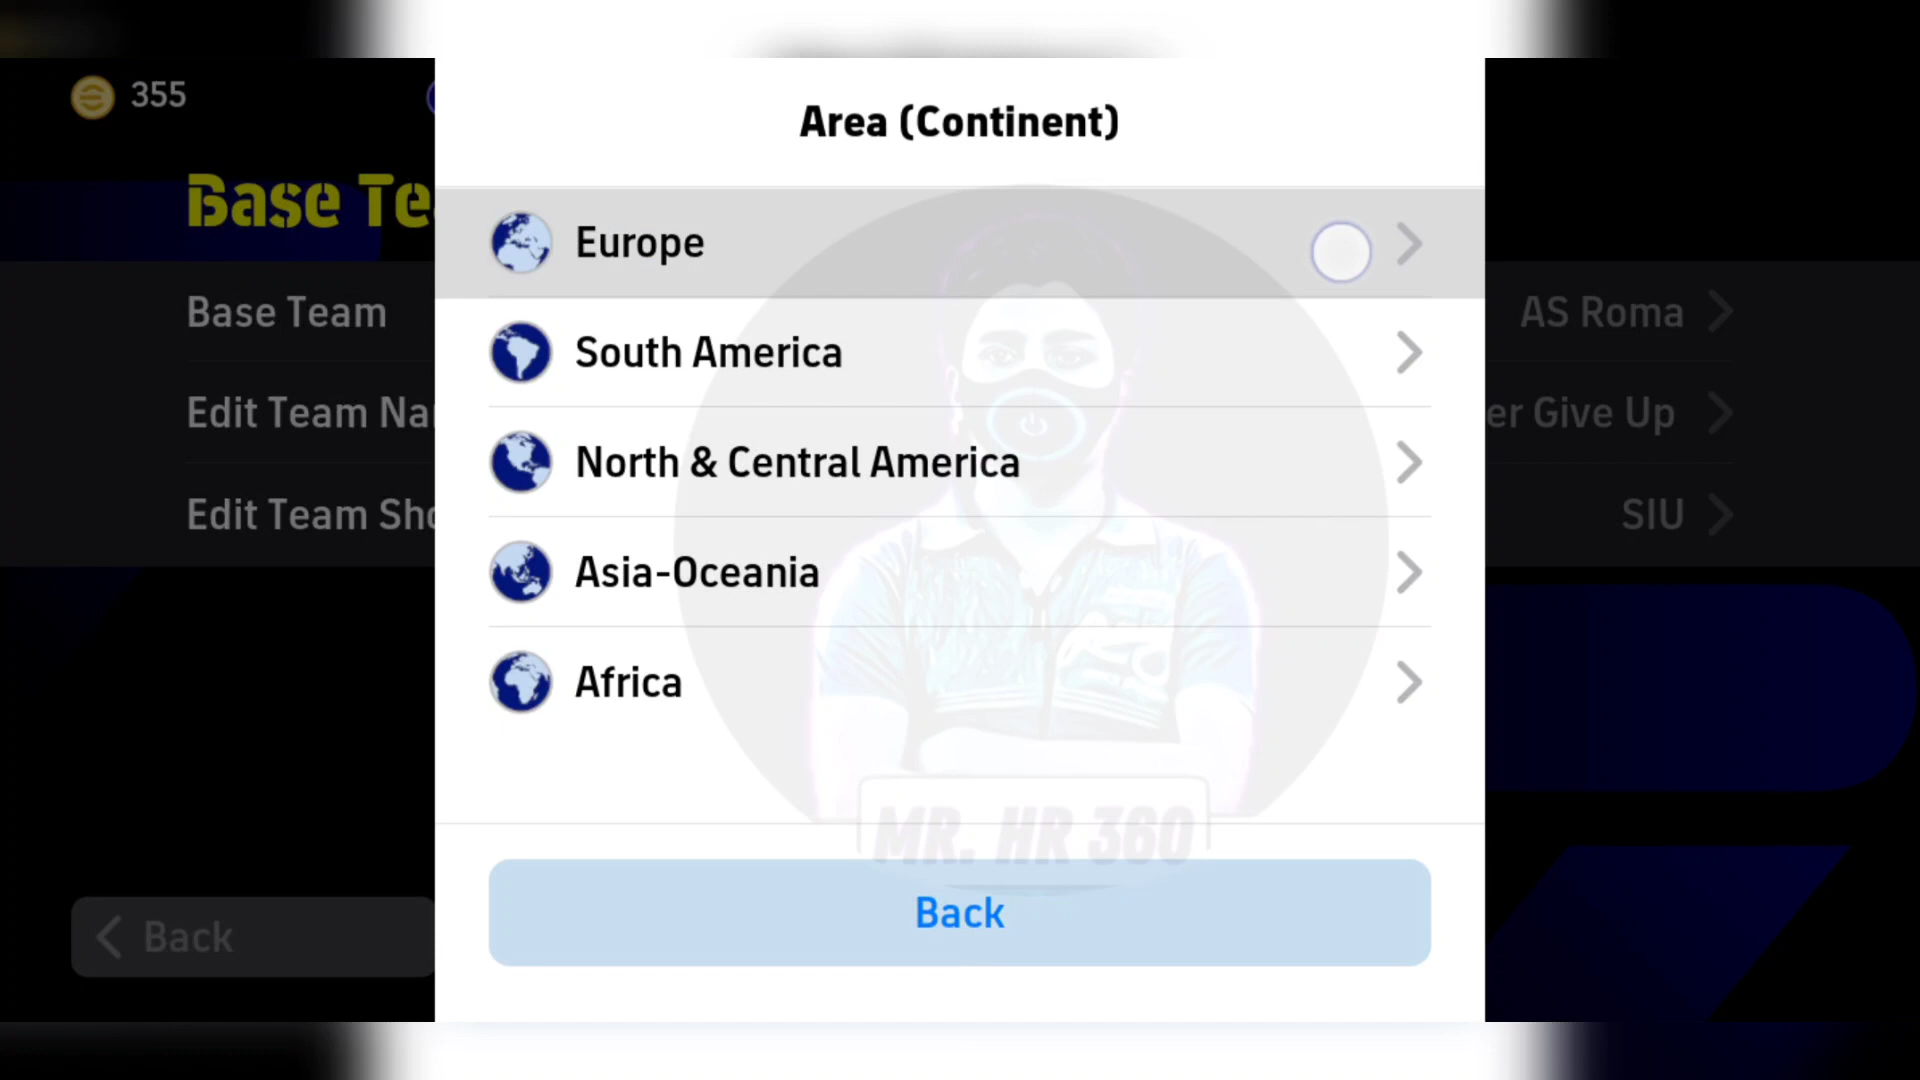 355
Area (Continent)
Base Te
Europe
Base Team
AS Roma
South America
Edit Team Na
er Give Up
North & Central America
Edit Team Sho
SIU
Asia-Oceania
Africa
MR. HR 360
Back
Back